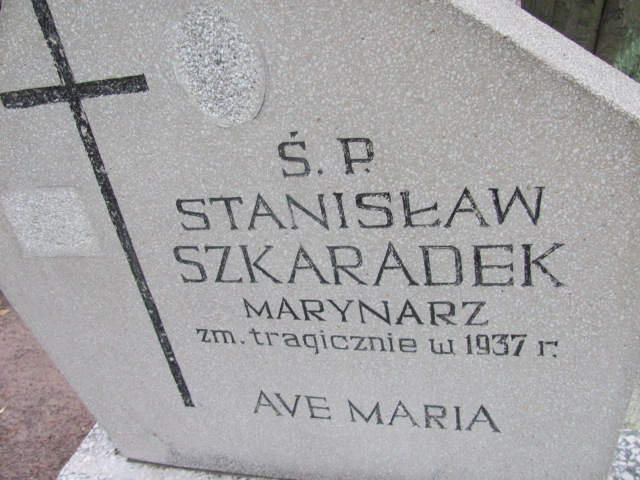 Ś. P.
STANISŁAW
SZKARADEK
MARYNARZ
zm. tragicznie w 1937 r.
AVE MARIA